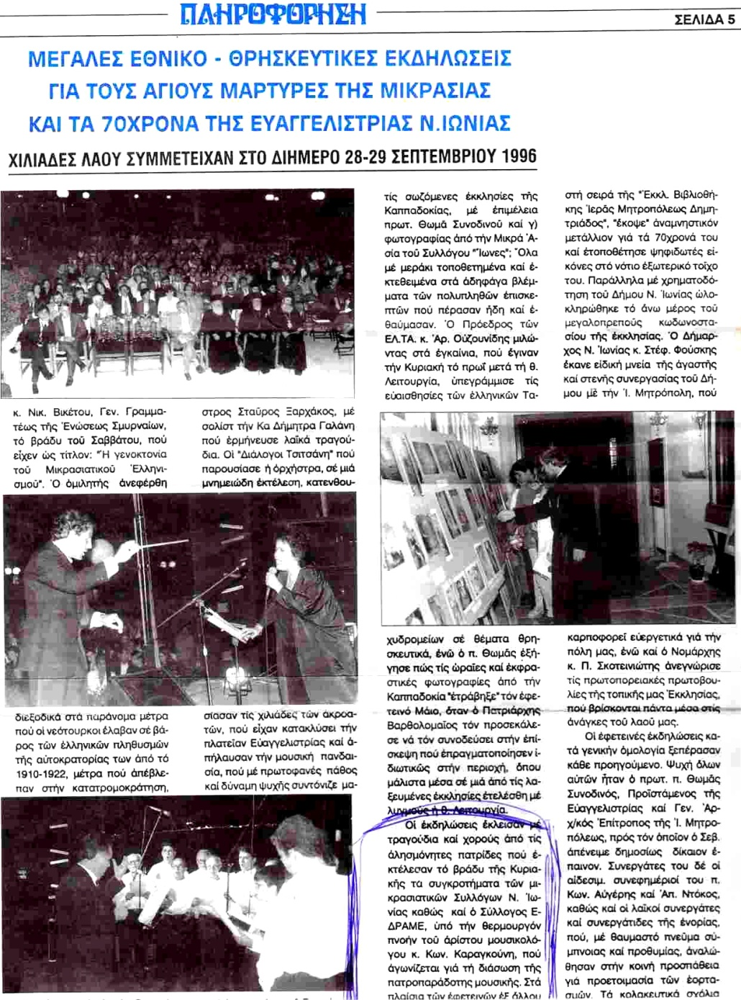 ΠΛΗΡΟΦΟΡΗΣΗ
ΣΕΛΙΔΑ 5
ΜΕΓΑΛΕΣ ΕΘΝΙΚΟ - ΘΡΗΣΚΕΥΤΙΚΕΣ ΕΚΔΗΛΩΣΕΙΣ
ΓΙΑ ΤΟΥΣ ΑΓΙΟΥΣ ΜΑΡΤΥΡΕΣ ΤΗΣ ΜΙΚΡΑΣΙΑΣ
ΚΑΙ ΤΑ 70ΧΡΟΝΑ ΤΗΣ ΕΥΑΓΓΕΛΙΣΤΡΙΑΣ Ν.ΙΩΝΙΑΣ
ΧΙΛΙΑΔΕΣ ΛΑΟΥ ΣΥΜΜΕΤΕΙΧΑΝ ΣΤΟ ΔΙΗΜΕΡΟ 28-29 ΣΕΠΤΕΜΒΡΙΟΥ 1996
κ. Νικ. Βικέτου, Γεν. Γραμμα-
τέως τῆς Ἑνώσεως Σμυρναίων,
τό βράδυ τοῦ Σαββάτου, πού
εἶχεν ὡς τίτλον: "Ἡ γενοκτονία
τοῦ Μικρασιατικοῦ Ἑλληνι-
σμοῦ". Ὁ ὁμιλητής ἀνεφέρθη
διεξοδικά στά παράνομα μέτρα
πού οἱ νεότουρκοι ἔλαβαν σέ βά-
ρος τῶν ἑλληνικῶν πληθυσμῶν
τῆς αὐτοκρατορίας των ἀπό τό
1910-1922, μέτρα πού ἀπέβλε-
παν στήν κατατρομοκράτηση,
στρος Σταῦρος Ξαρχάκος, μέ
σολίστ τήν Κα Δήμητρα Γαλάνη
πού ἑρμήνευσε λαϊκά τραγού-
δια. Οἱ "Διάλογοι Τσιτσάνη" πού
παρουσίασε ἡ ὀρχήστρα, σέ μιά
μνημειώδη ἐκτέλεση, κατενθου-
σίασαν τίς χιλιάδες τῶν ἀκροα-
τῶν, πού εἶχαν κατακλύσει τήν
πλατεῖαν Εὐαγγελιστρίας καί ἀ-
πήλαυσαν τήν μουσική πανδαι-
σία, πού μέ πρωτοφανές πάθος
καί δύναμη ψυχῆς συντόνιζε μα-
τίς σωζόμενες ἐκκλησίες τῆς
Καππαδοκίας, μέ ἐπιμέλεια
πρωτ. Θωμᾶ Συνοδινοῦ καί γ)
φωτογραφίας ἀπό τήν Μικρά Ἀ-
σία τοῦ Συλλόγου "Ἴωνες"; Ὅλα
μέ μεράκι τοποθετημένα καί ἐ-
κτεθειμένα στά ἀδηφάγα βλέμ-
ματα τῶν πολυπληθῶν ἐπισκε-
πτῶν πού πέρασαν ἤδη καί ἐ-
θαύμασαν. Ὁ Πρόεδρος τῶν
ΕΛ.ΤΑ. κ. Ἀρ. Οὐζουνίδης μιλώ-
ντας στά ἐγκαίνια, πού ἔγιναν
τήν Κυριακή τό πρωΐ μετά τή θ.
Λειτουργία, ὑπεγράμμισε τίς
εὐαισθησίες τῶν ἑλληνικῶν Τα-
χυδρομείων σέ θέματα θρη-
σκευτικά, ἐνῶ ὁ π. Θωμᾶς ἐξή-
γησε πώς τίς ὡραῖες καί ἐκφρα-
στικές φωτογραφίες ἀπό τήν
Καππαδοκία "ἐτράβηξε" τόν ἐφε-
τεινό Μάιο, ὅταν ὁ Πατριάρχης
Βαρθολομαῖος τόν προσεκάλε-
σε νά τόν συνοδεύσει στήν ἐπί-
σκεψη πού ἐπραγματοποίησεν ἰ-
διωτικῶς στήν περιοχή, ὅπου
μάλιστα μέσα σέ μιά ἀπό τίς λα-
ξευμένες ἐκκλησίες ἐτελέσθη μέ
λυγμούς ἡ θ. Λειτουργία.
Οἱ ἐκδηλώσεις ἔκλεισαν μέ
τραγούδια καί χορούς ἀπό τίς
ἀλησμόνητες πατρίδες πού ἐ-
κτέλεσαν τό βράδυ τῆς Κυρια-
κῆς τα συγκροτήματα τῶν μι-
κρασιατικῶν Συλλόγων Ν. Ἰω-
νίας καθώς καί ὁ Σύλλογος Ε-
ΔΡΑΜΕ, ὑπό τήν θερμουργόν
πνοήν τοῦ ἀρίστου μουσικολό-
γου κ. Κων. Καραγκούνη, πού
ἀγωνίζεται γιά τή διάσωση τῆς
πατροπαράδοτης μουσικῆς. Στά
πλαίσια τῶν ἐφετεινῶν ἐξ ἄλλου
στή σειρά τῆς "Ἐκκλ. Βιβλιοθή-
κης Ἱερᾶς Μητροπόλεως Δημη-
τριάδος", "ἔκοψε" ἀναμνηστικόν
μετάλλιον γιά τά 70χρονά του
καί ἐτοποθέτησε ψηφιδωτές εἰ-
κόνες στό νότιο ἐξωτερικό τοῖχο
του. Παράλληλα μέ χρηματοδό-
τηση τοῦ Δήμου Ν. Ἰωνίας ὡλο-
κληρώθηκε τό ἄνω μέρος τοῦ
μεγαλοπρεποῦς κωδωνοστα-
σίου τῆς ἐκκλησίας. Ὁ Δήμαρ-
χος Ν. Ἰωνίας κ. Στέφ. Φούσκης
ἔκανε εἰδική μνεία τῆς ἀγαστῆς
καί στενῆς συνεργασίας τοῦ Δή-
μου μέ τήν Ἱ. Μητρόπολη, πού
καρποφορεῖ εὐεργετικά γιά τήν
πόλη μας, ἐνῶ καί ὁ Νομάρχης
κ. Π. Σκοτεινιώτης ἀνεγνώρισε
τίς πρωτοπορειακές πρωτοβου-
λίες τῆς τοπικῆς μας Ἐκκλησίας,
πού βρίσκονται πάντα μέσα στίς
ἀνάγκες τοῦ λαοῦ μας.
Οἱ ἐφετεινές ἐκδηλώσεις κα-
τά γενικήν ὁμολογία ξεπέρασαν
κάθε προηγούμενο. Ψυχή ὅλων
αὐτῶν ἦταν ὁ πρωτ. π. Θωμᾶς
Συνοδινός, Προϊστάμενος τῆς
Εὐαγγελιστρίας καί Γεν. Ἀρ-
χ/κός Ἐπίτροπος τῆς Ἱ. Μητρο-
πόλεως, πρός τόν ὁποῖον ὁ Σεβ.
ἀπένειμε δημοσίως δίκαιον ἔ-
παινον. Συνεργάτες του δέ οἱ
αἰδεσιμ. συνεφημέριοί του π.
Κων. Αὐγέρης καί Ἀπ. Ντόκος,
καθώς καί οἱ λαϊκοί συνεργάτες
καί συνεργάτιδες τῆς ἐνορίας,
πού, μέ θαυμαστό πνεῦμα σύ-
μπνοιας καί προθυμίας, ἀναλώ-
θησαν στήν κοινή προσπάθεια
γιά προετοιμασία τῶν ἑορτα-
σμῶν. Τά κολακευτικά σχόλια